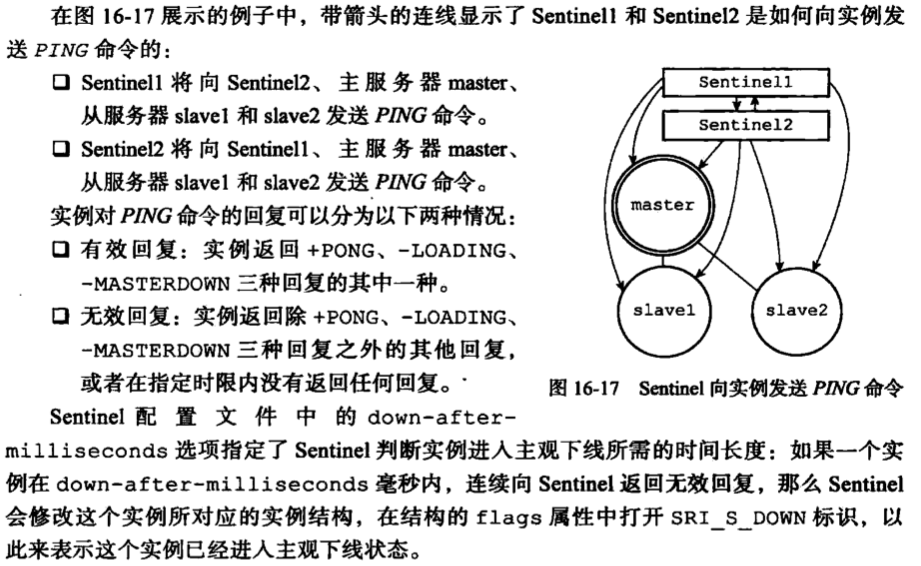 在图 16-17 展示的例子中，带箭头的连线显示了 Sentinel1 和 Sentinel2 是如何向实例发
送 PING 命令的：
❑ Sentinel1 将向 Sentinel2、主服务器 master、
从服务器 slave1 和 slave2 发送 PING 命令。
❑ Sentinel2 将向 Sentinel1、主服务器 master、
从服务器 slave1 和 slave2 发送 PING 命令。
实例对 PING 命令的回复可以分为以下两种情况：
❑ 有效回复：实例返回 +PONG、-LOADING、
-MASTERDOWN 三种回复的其中一种。
❑ 无效回复：实例返回除 +PONG、-LOADING、
-MASTERDOWN 三种回复之外的其他回复，
或者在指定时限内没有返回任何回复。
Sentinel1
Sentinel2
master
slave1
slave2
图 16-17 Sentinel 向实例发送 PING 命令
Sentinel 配置文件中的 down-after-
milliseconds 选项指定了 Sentinel 判断实例进入主观下线所需的时间长度：如果一个实
例在 down-after-milliseconds 毫秒内，连续向 Sentinel 返回无效回复，那么 Sentinel
会修改这个实例所对应的实例结构，在结构的 flags 属性中打开 SRI_S_DOWN 标识，以
此来表示这个实例已经进入主观下线状态。